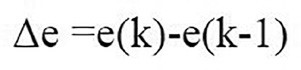 Δe =e(k)-e(k-1)